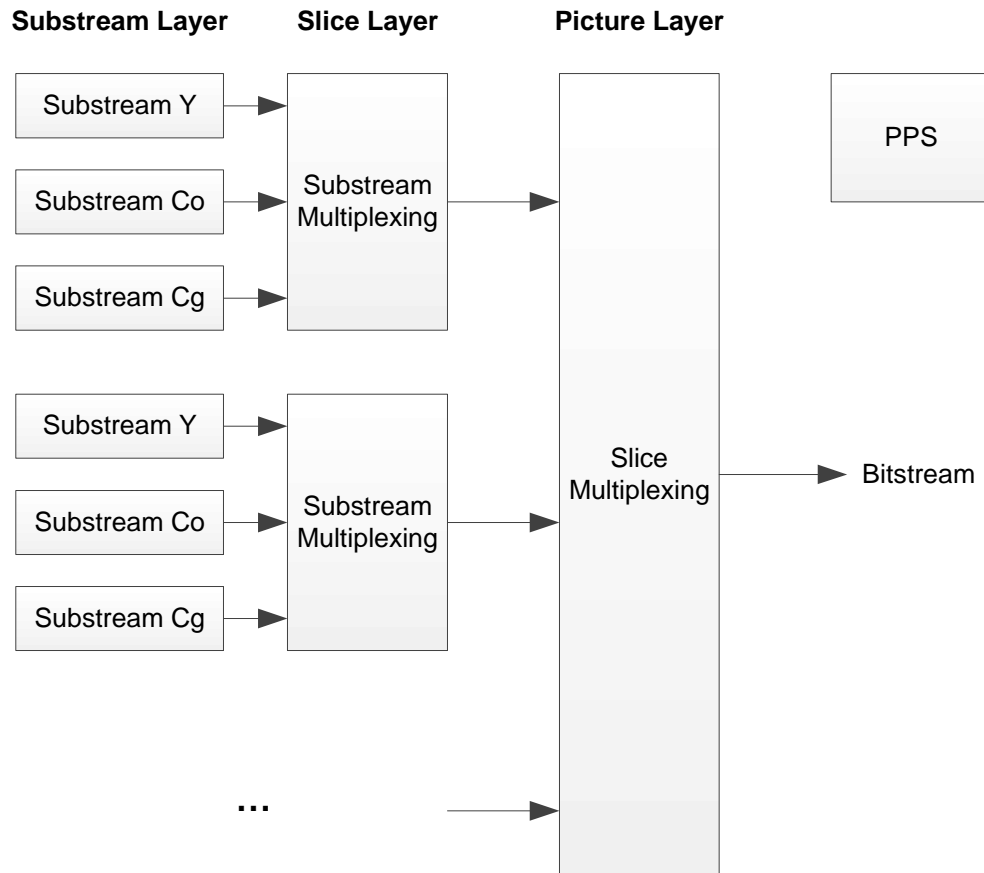 Substream Layer
Slice Layer
Picture Layer
Substream Y
Substream Co
Substream Cg
Substream
Multiplexing
PPS
Substream Y
Substream Co
Substream Cg
Substream
Multiplexing
Slice
Multiplexing
Bitstream
...